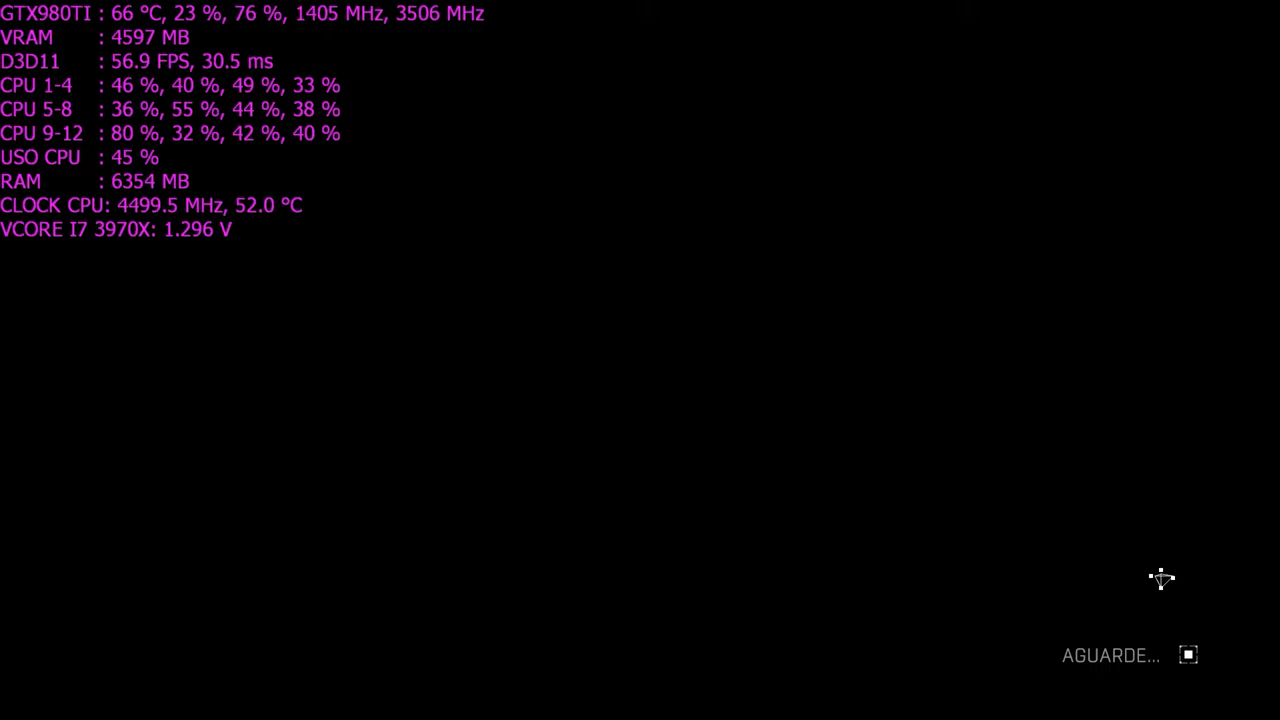 GTX980TI : 66 °C, 23 %, 76 %, 1405 MHz, 3506 MHz
VRAM : 4597 MB
D3D11 : 56.9 FPS, 30.5 ms
CPU 1-4 : 46 %, 40 %, 49 %, 33 %
CPU 5-8 : 36 %, 55 %, 44 %, 38 %
CPU 9-12 : 80 %, 32 %, 42 %, 40 %
USO CPU : 45 %
RAM : 6354 MB
CLOCK CPU: 4499.5 MHz, 52.0 °C
VCORE I7 3970X: 1.296 V
AGUARDE...